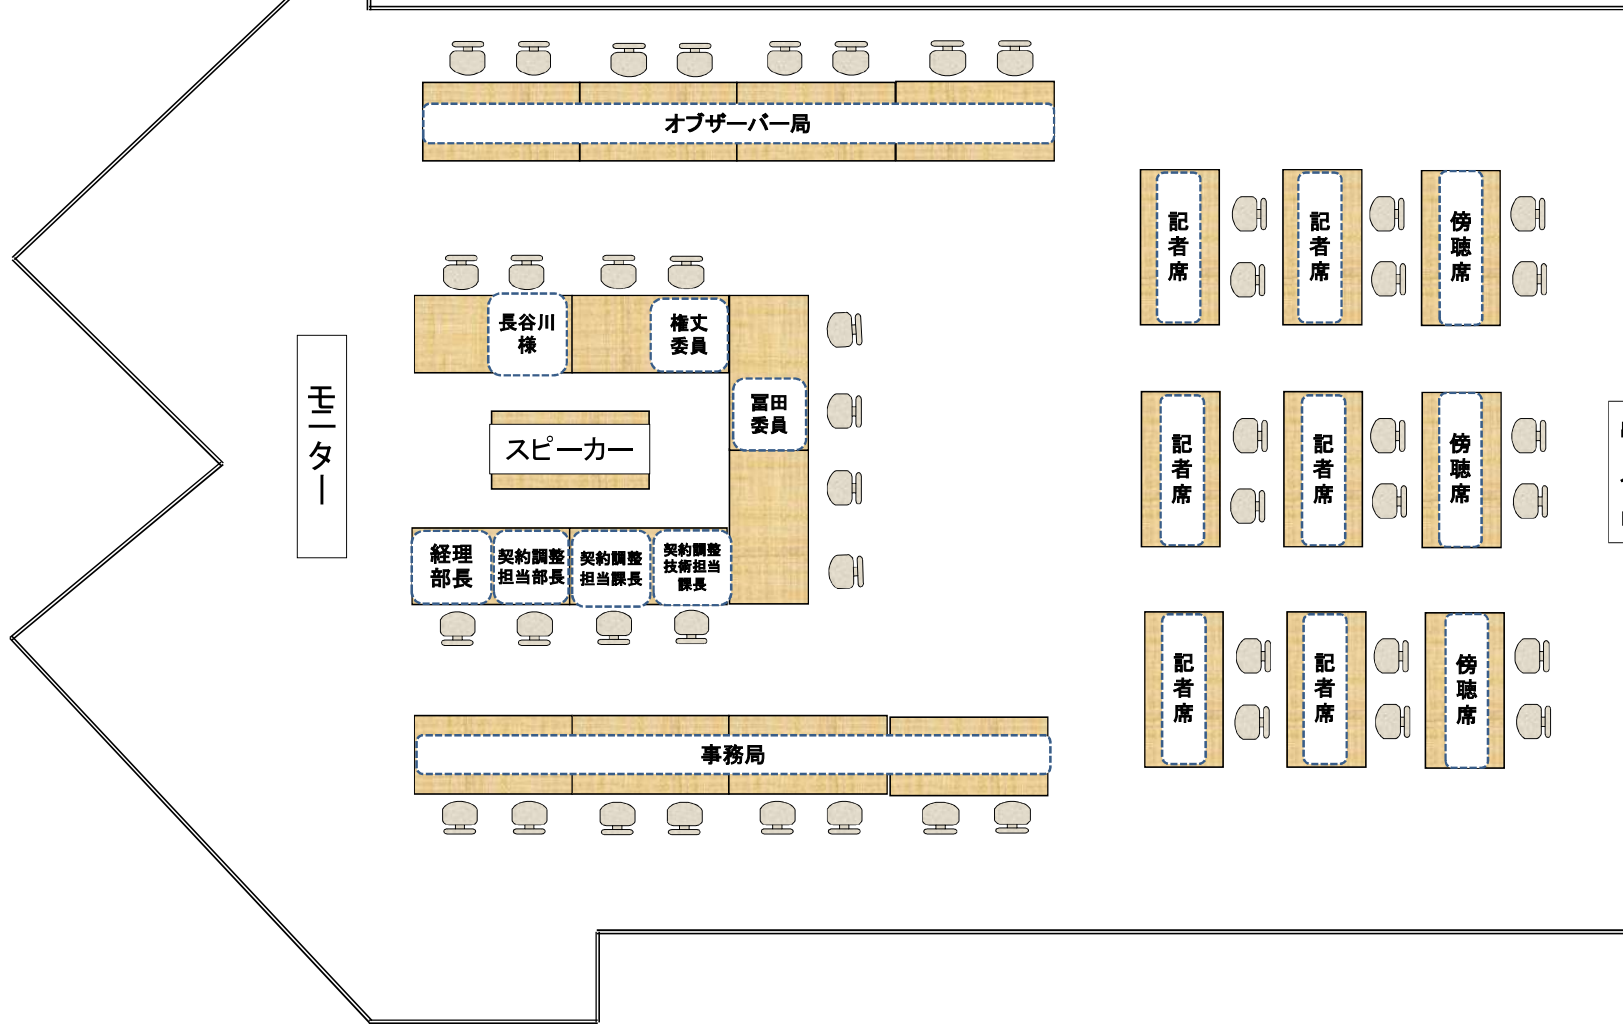 オブザーバー局
長谷川
様
権丈
委員
冨田
委員
モニター
スピーカー
経理
部長
契約調整
担当部長
契約調整
担当課長
契約調整
技術担当
課長
事務局
記者席
記者席
傍聴席
記者席
記者席
傍聴席
記者席
記者席
傍聴席